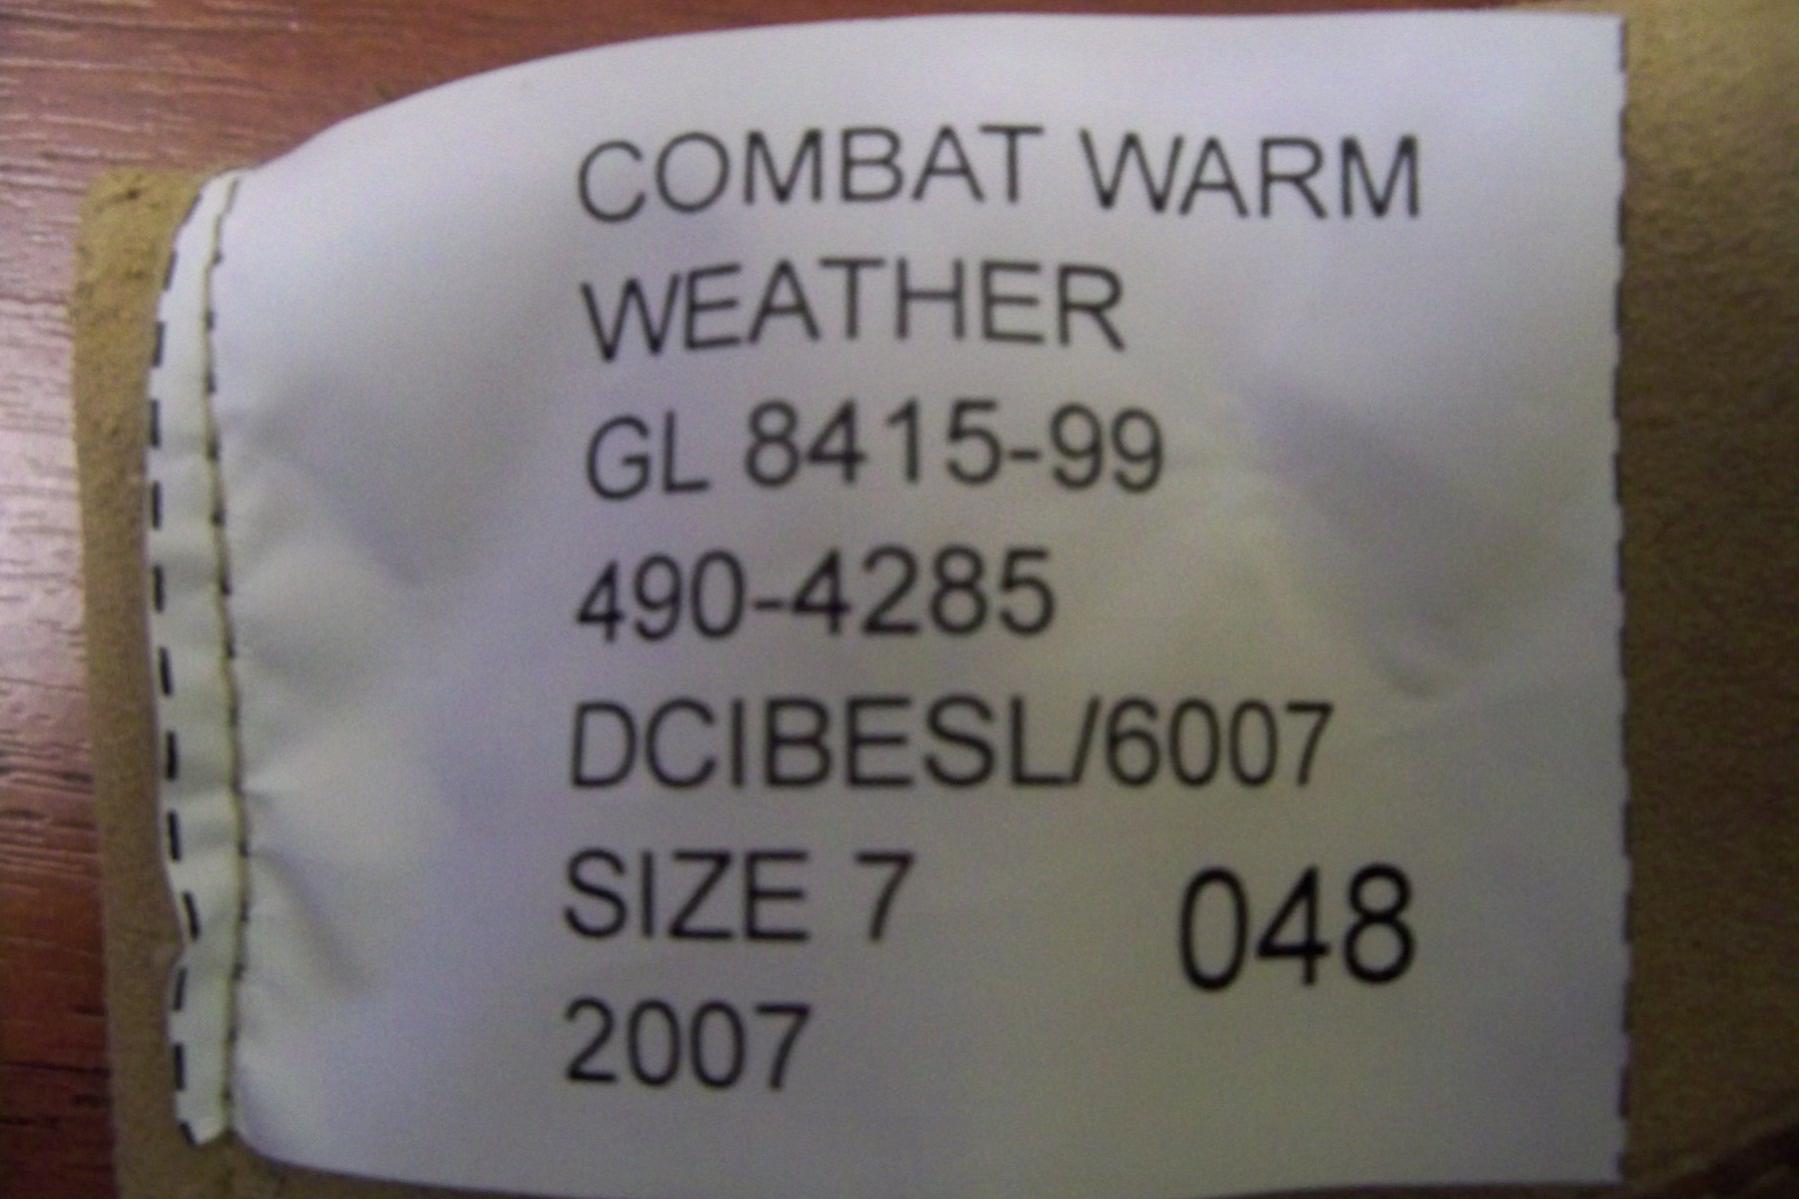 COMBAT WARM
WEATHER
GL 8415-99
490-4285
DCIBESL/6007
SIZE 7 048
2007